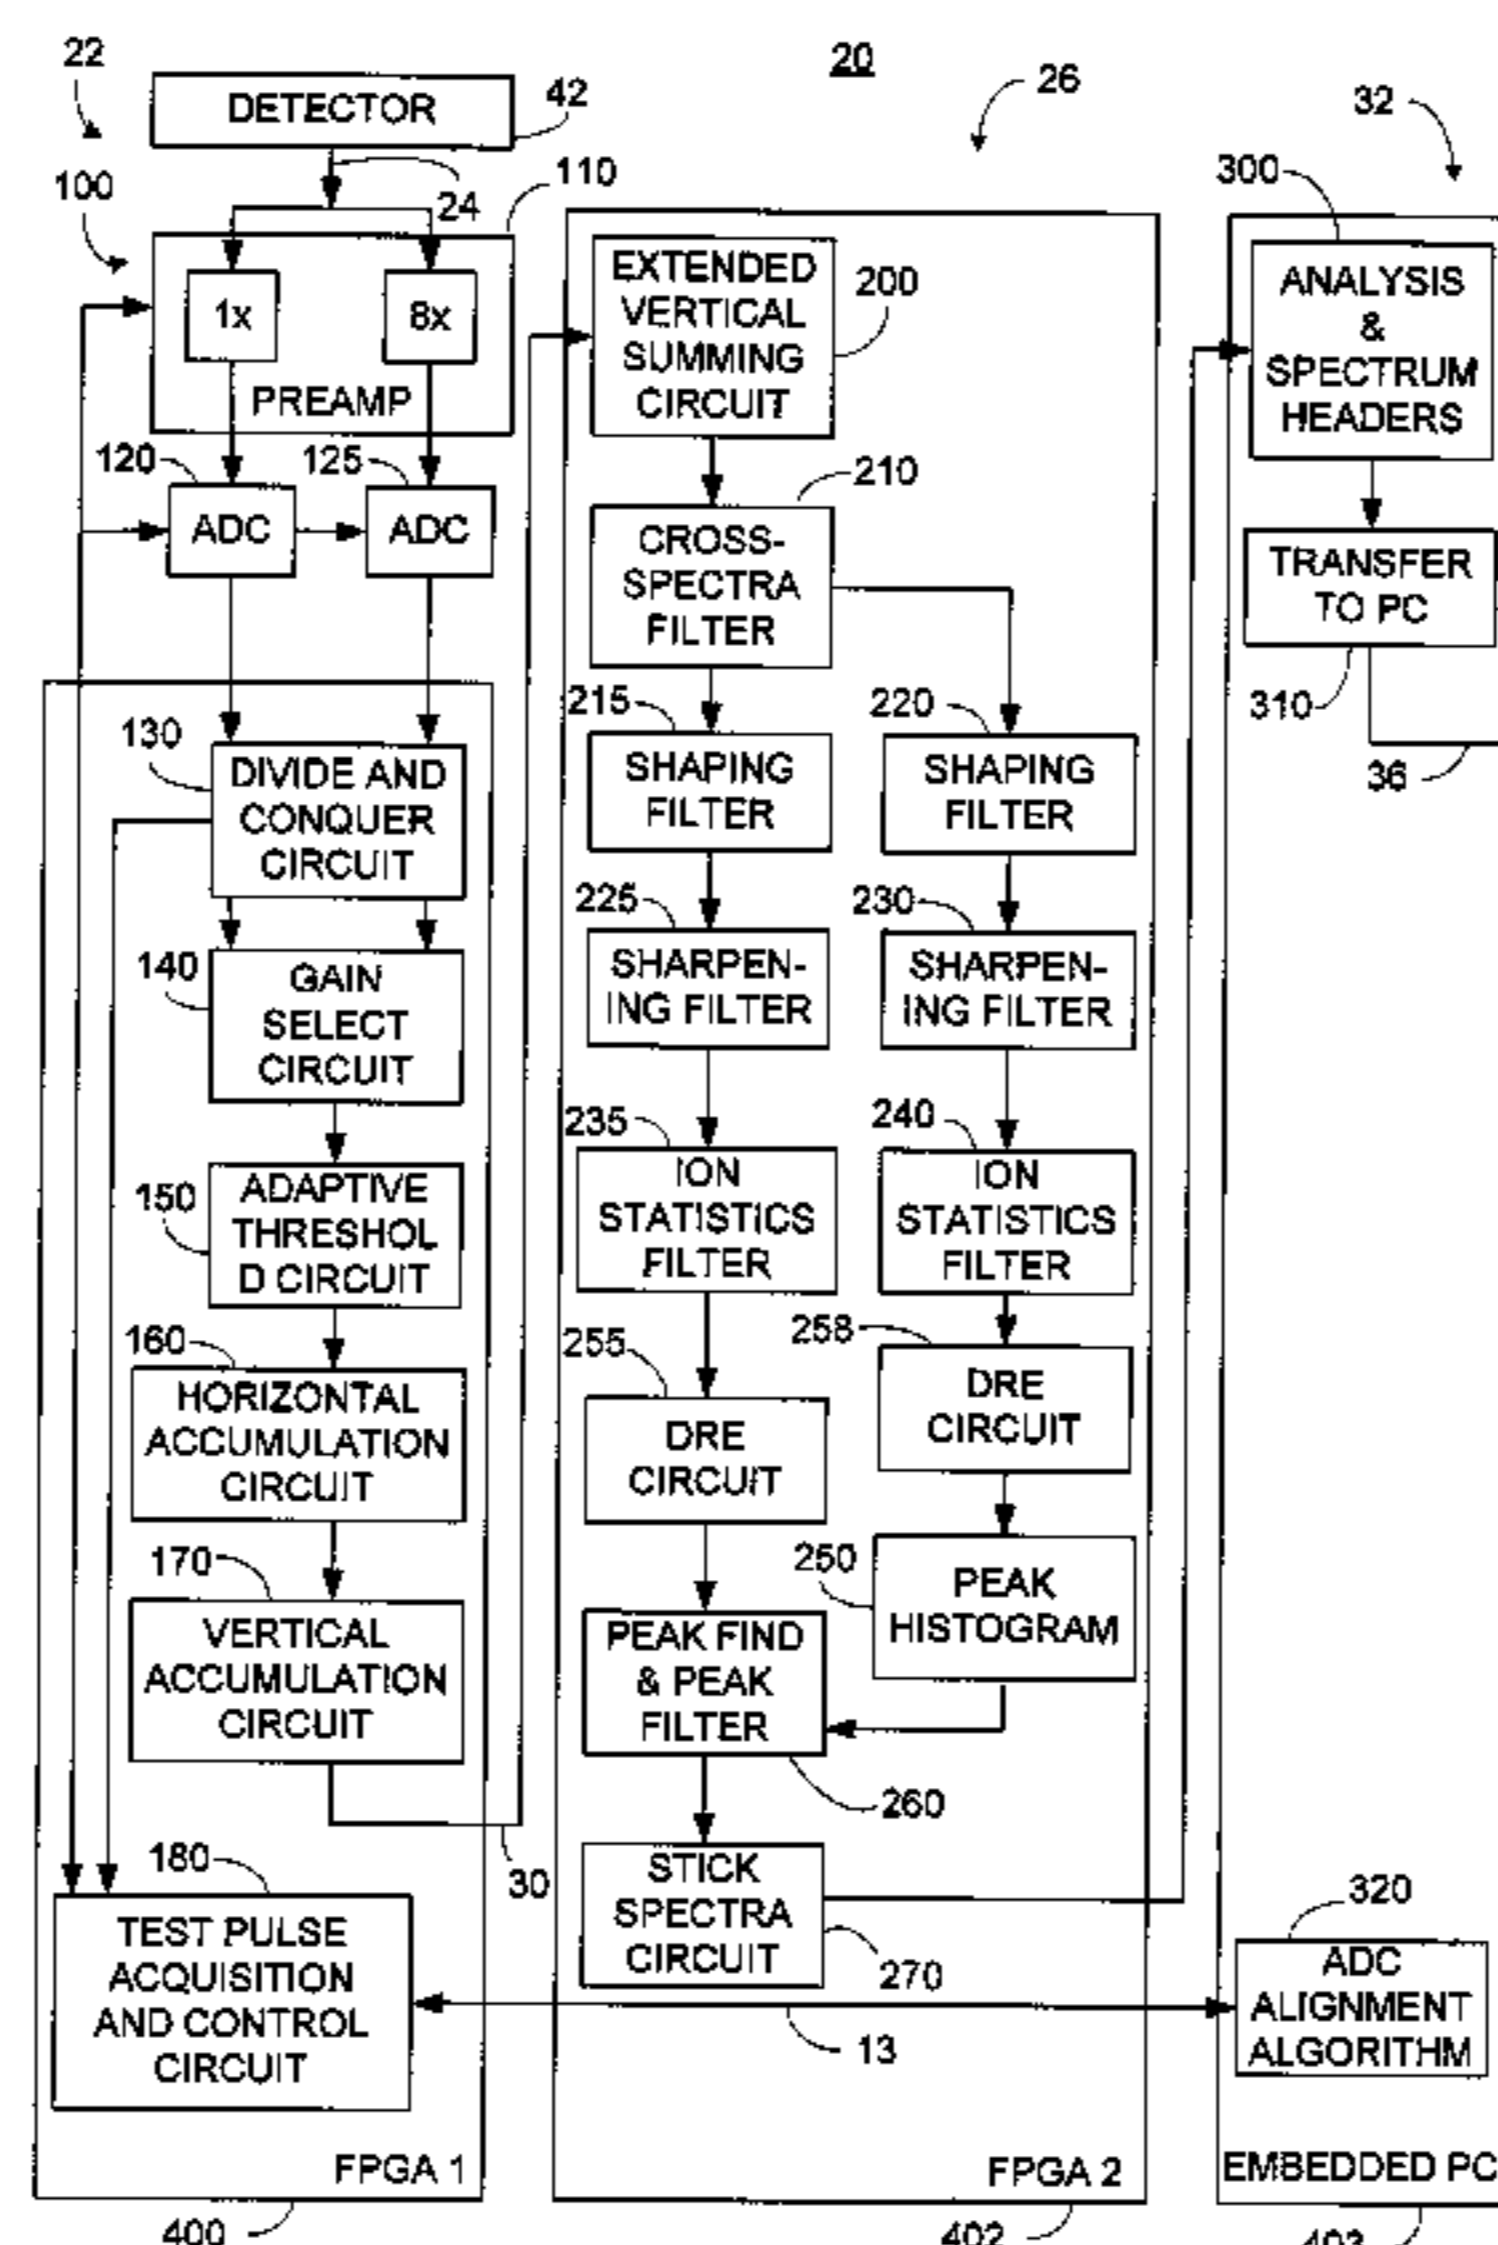 22
DETECTOR
42
20
26
32
100
24
110
300
1x
8x
PREAMP
120
125
ADC
ADC
130
DIVIDE AND
CONQUER
CIRCUIT
140
GAIN
SELECT
CIRCUIT
150
ADAPTIVE
THRESHOL
D CIRCUIT
160
HORIZONTAL
ACCUMULATION
CIRCUIT
170
VERTICAL
ACCUMULATION
CIRCUIT
30
180
TEST PULSE
ACQUISITION
AND CONTROL
CIRCUIT
FPGA 1
400
EXTENDED
VERTICAL
SUMMING
CIRCUIT
200
210
CROSS-
SPECTRA
FILTER
215
SHAPING
FILTER
220
SHAPING
FILTER
225
SHARPEN-
ING FILTER
230
SHARPEN-
ING FILTER
235
ION
STATISTICS
FILTER
240
ION
STATISTICS
FILTER
255
DRE
CIRCUIT
258
DRE
CIRCUIT
250
PEAK
HISTOGRAM
PEAK FIND
& PEAK
FILTER
260
STICK
SPECTRA
CIRCUIT
270
13
FPGA 2
402
ANALYSIS
&
SPECTRUM
HEADERS
TRANSFER
TO PC
310
36
320
ADC
ALIGNMENT
ALGORITHM
EMBEDDED PC
403